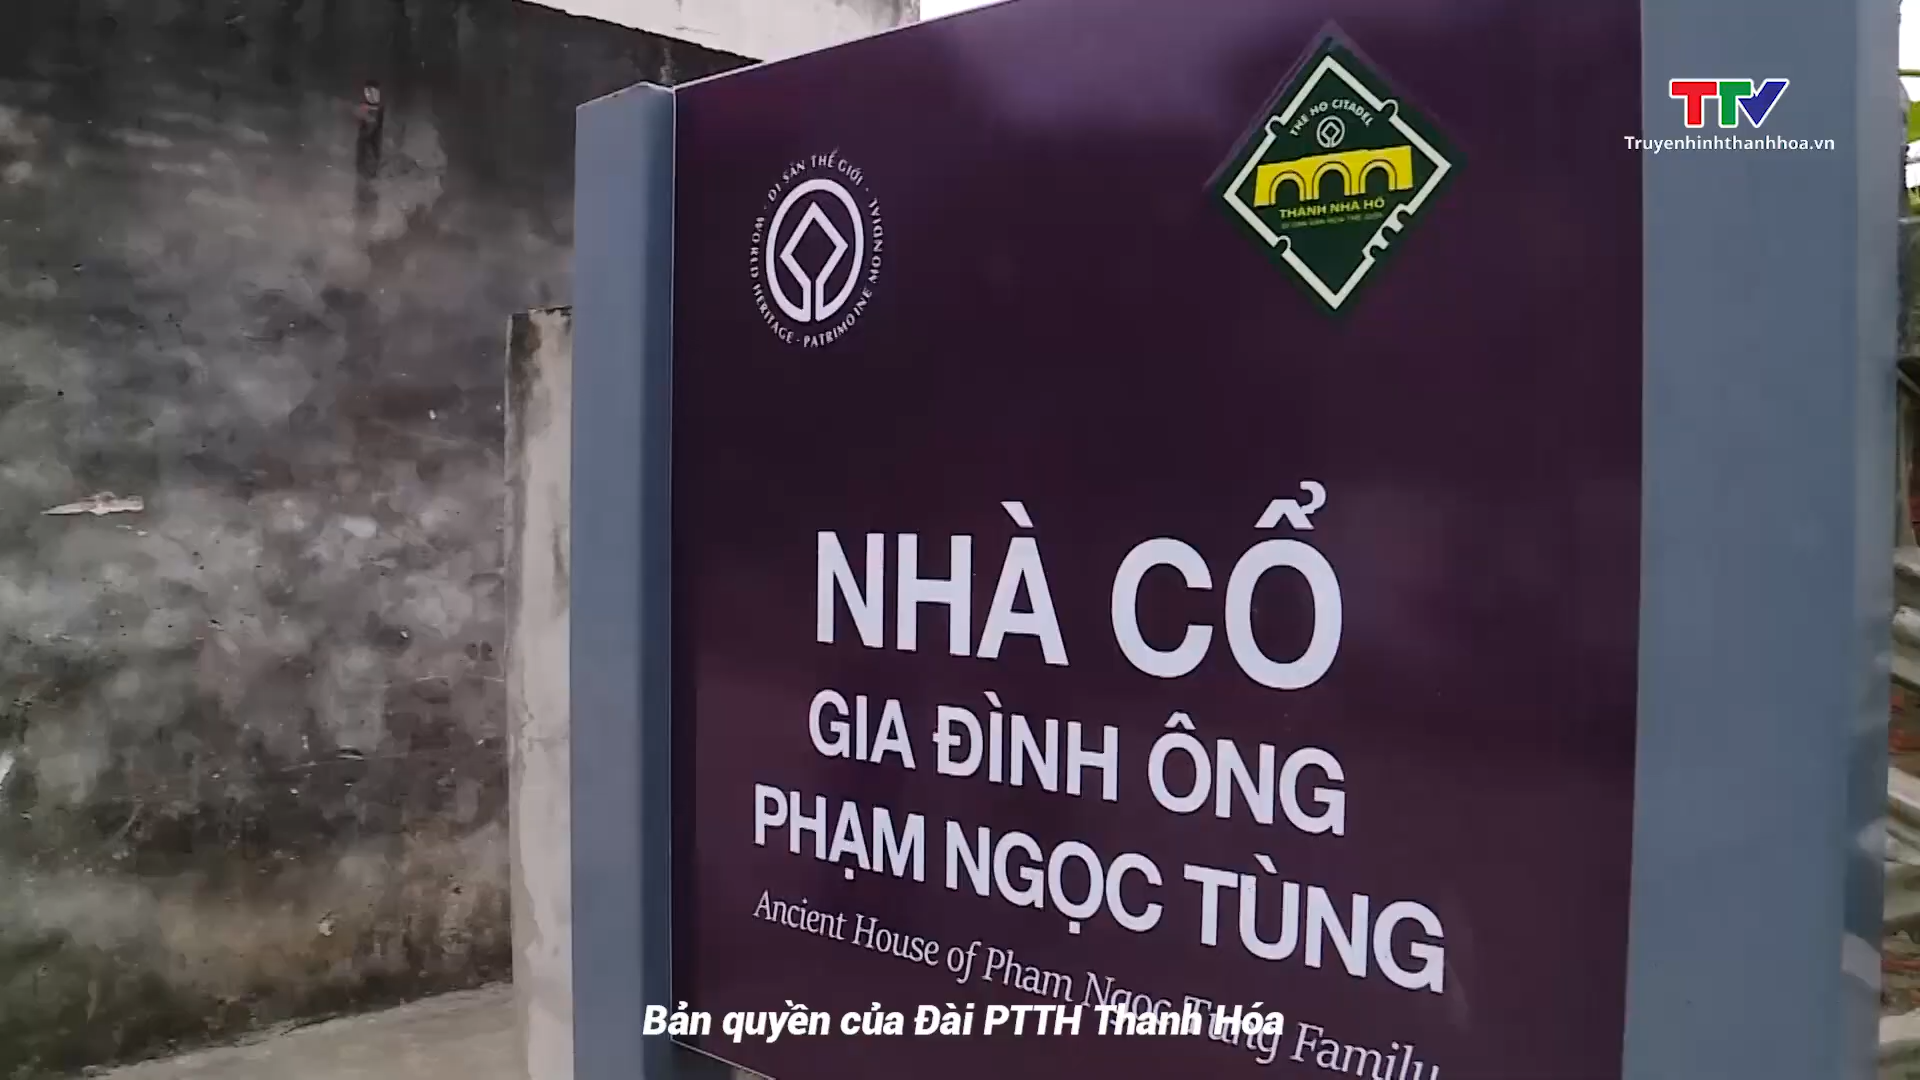 TTV
Truyenhinhthanhhoa.vn
DI SẢN THẾ GIỚI · WORLD HERITAGE · PATRIMOINE MONDIAL
THE HO CITADEL
THÀNH NHÀ HỒ
NHÀ CỔ
GIA ĐÌNH ÔNG
PHẠM NGỌC TÙNG
Ancient House of Pham Ngoc Tung Family
Bản quyền của Đài PTTH Thanh Hóa